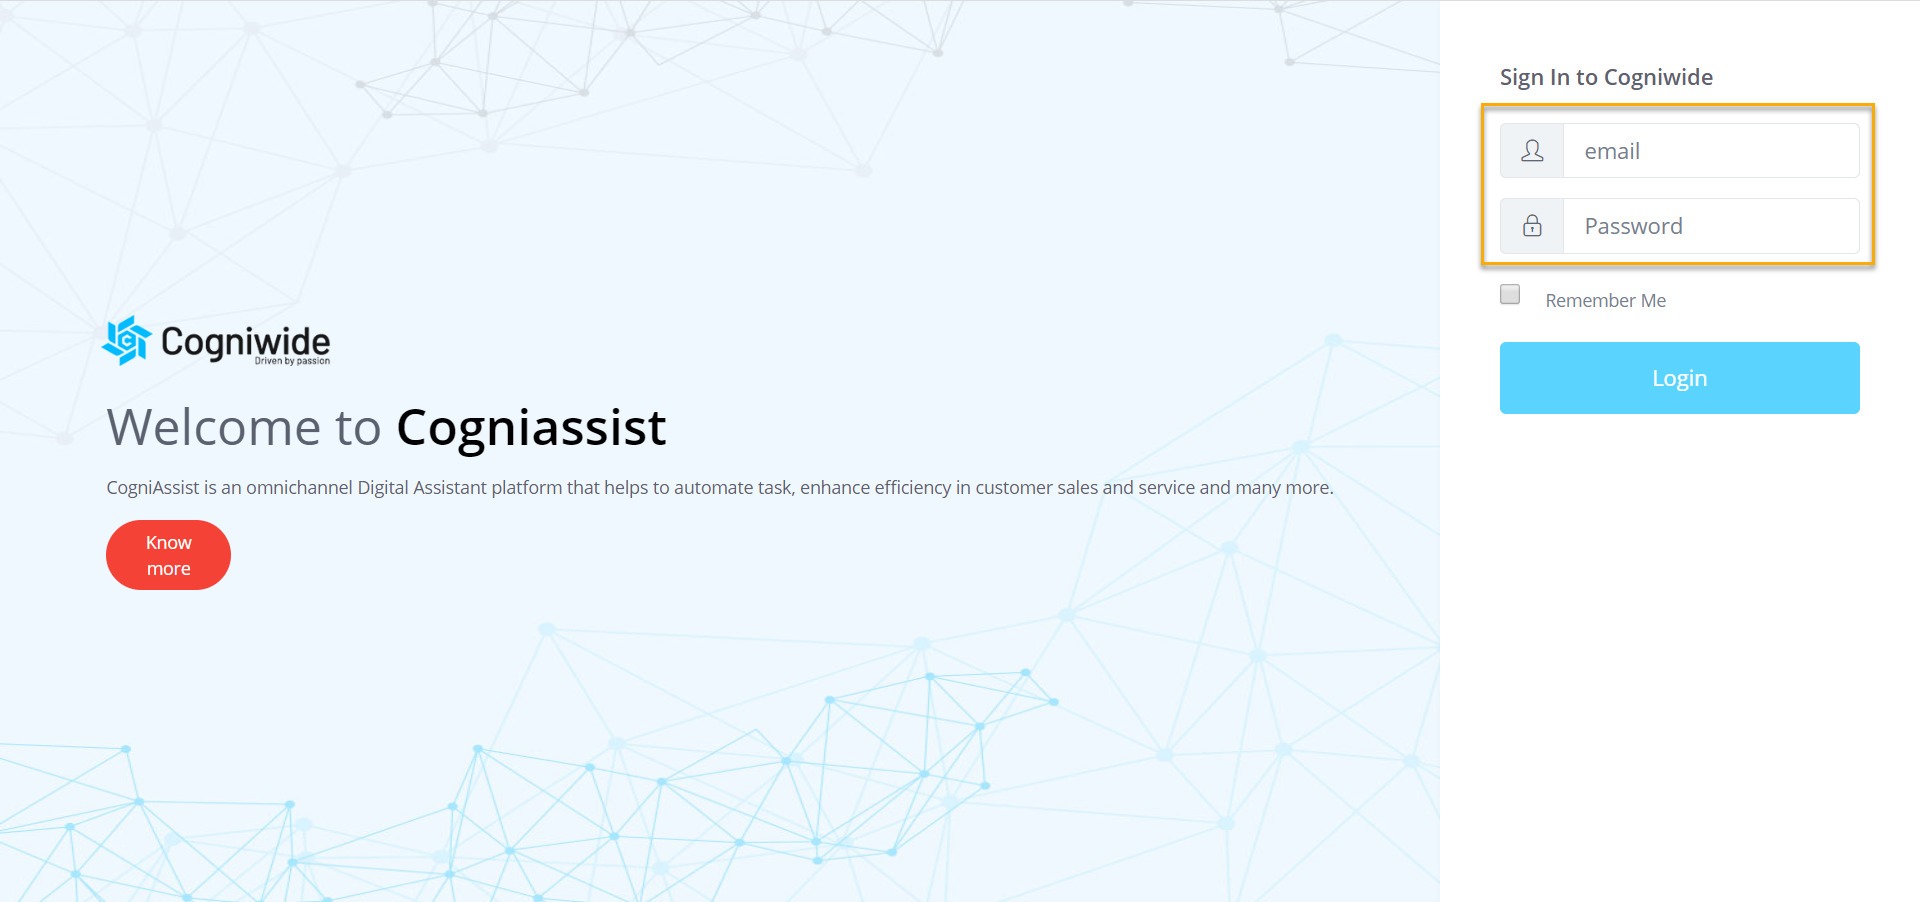 Cogniwide
Driven by passion
Welcome to Cogniassist
CogniAssist is an omnichannel Digital Assistant platform that helps to automate task, enhance efficiency in customer sales and service and many more.
Know
more
Sign In to Cogniwide
email
Password
Remember Me
Login